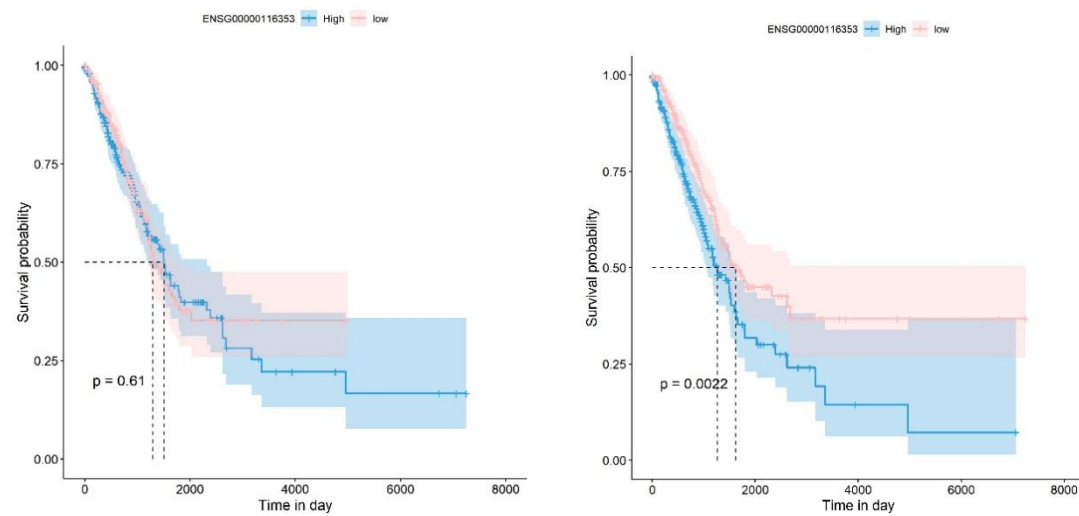 ENSG00000116353 High low
1.00
0.75
0.50
0.25
0.00
Survival probability
p = 0.61
0 2000 4000 6000 8000
Time in day
ENSG00000116353 High low
1.00
0.75
0.50
0.25
0.00
Survival probability
p = 0.0022
0 2000 4000 6000 8000
Time in day